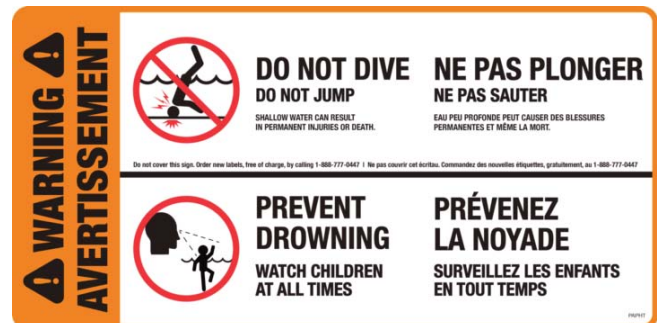 WARNING
AVERTISSEMENT
DO NOT DIVE
DO NOT JUMP
SHALLOW WATER CAN RESULT
IN PERMANENT INJURIES OR DEATH.
NE PAS PLONGER
NE PAS SAUTER
EAU PEU PROFONDE PEUT CAUSER DES BLESSURES
PERMANENTES ET MÊME LA MORT.
Do not cover this sign. Order new labels, free of charge, by calling 1-888-777-0447 | Ne pas couvrir cet écritau. Commandez des nouvelles étiquettes, gratuitement, au 1-888-777-0447
PREVENT
DROWNING
WATCH CHILDREN
AT ALL TIMES
PRÉVENEZ
LA NOYADE
SURVEILLEZ LES ENFANTS
EN TOUT TEMPS